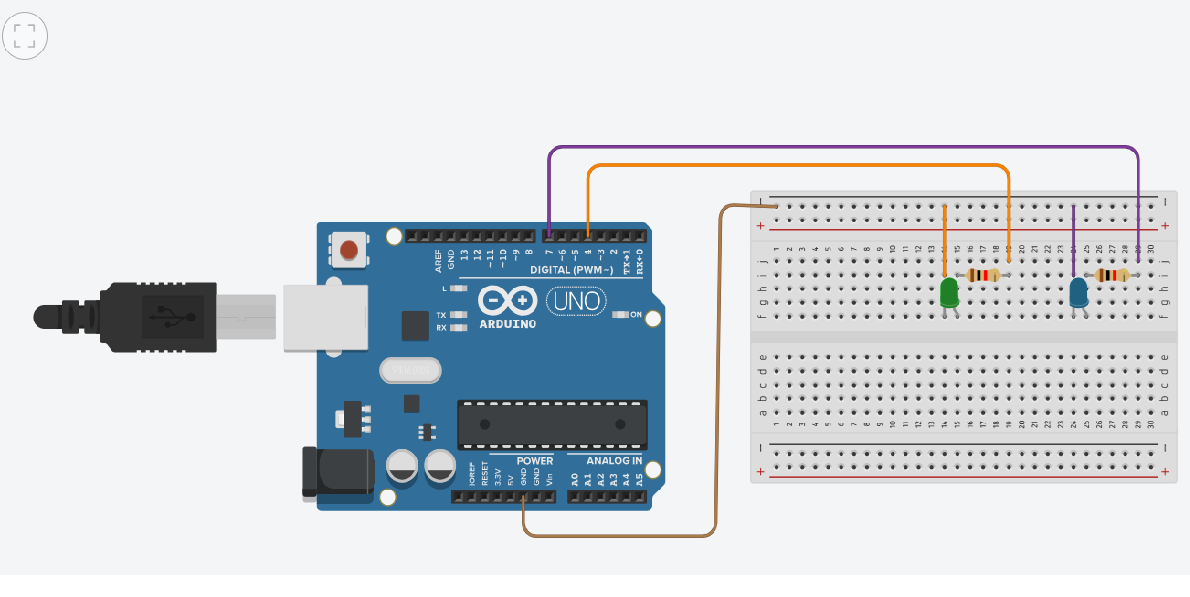 AREF
GND
13
12
~11
~10
~9
8
7
~6
~5
4
~3
2
TX→1
RX←0
DIGITAL (PWM~)
L
TX
RX
ARDUINO
UNO
ON
POWER
ANALOG IN
IOREF
RESET
3.3V
5V
GND
GND
Vin
A0
A1
A2
A3
A4
A5
− −
+ +
1 2 3 4 5 6 7 8 9 10 11 12 13 14 15 16 17 18 19 20 21 22 23 24 25 26 27 28 29 30
j j
i i
h h
g g
f f
e e
d d
c c
b b
a a
1 2 3 4 5 6 7 8 9 10 11 12 13 14 15 16 17 18 19 20 21 22 23 24 25 26 27 28 29 30
− −
+ +